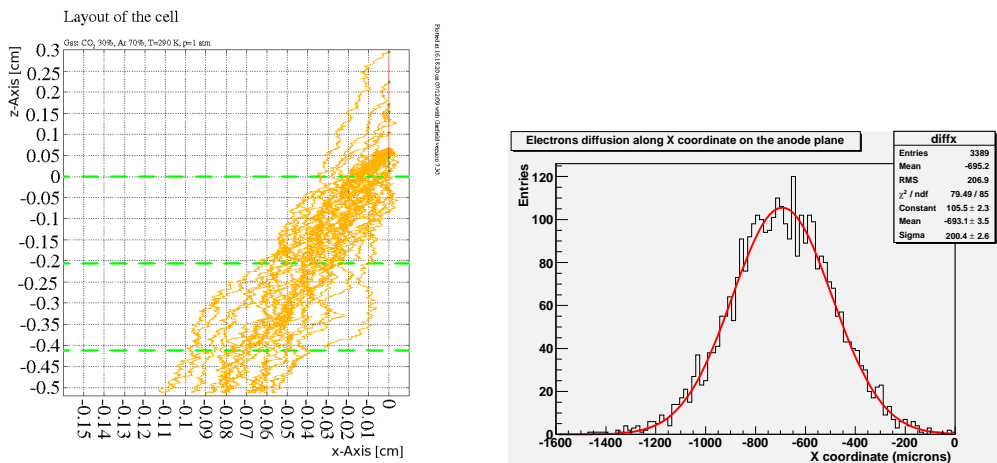 Layout of the cell
Gas: CO2 30%, Ar 70%, T=290 K, p=1 atm
z-Axis [cm]
0.3
0.25
0.2
0.15
0.1
0.05
0
-0.05
-0.1
-0.15
-0.2
-0.25
-0.3
-0.35
-0.4
-0.45
-0.5
-0.15
-0.14
-0.13
-0.12
-0.11
-0.1
-0.09
-0.08
-0.07
-0.06
-0.05
-0.04
-0.03
-0.02
-0.01
0
x-Axis [cm]
Electrons diffusion along X coordinate on the anode plane
diffx
Entries 3389
Mean -695.2
RMS 206.9
χ² / ndf 79.49 / 85
Constant 105.5 ± 2.3
Mean -693.1 ± 3.5
Sigma 200.4 ± 2.6
Entries
120
100
80
60
40
20
0
-1600 -1400 -1200 -1000 -800 -600 -400 -200 0
X coordinate (microns)